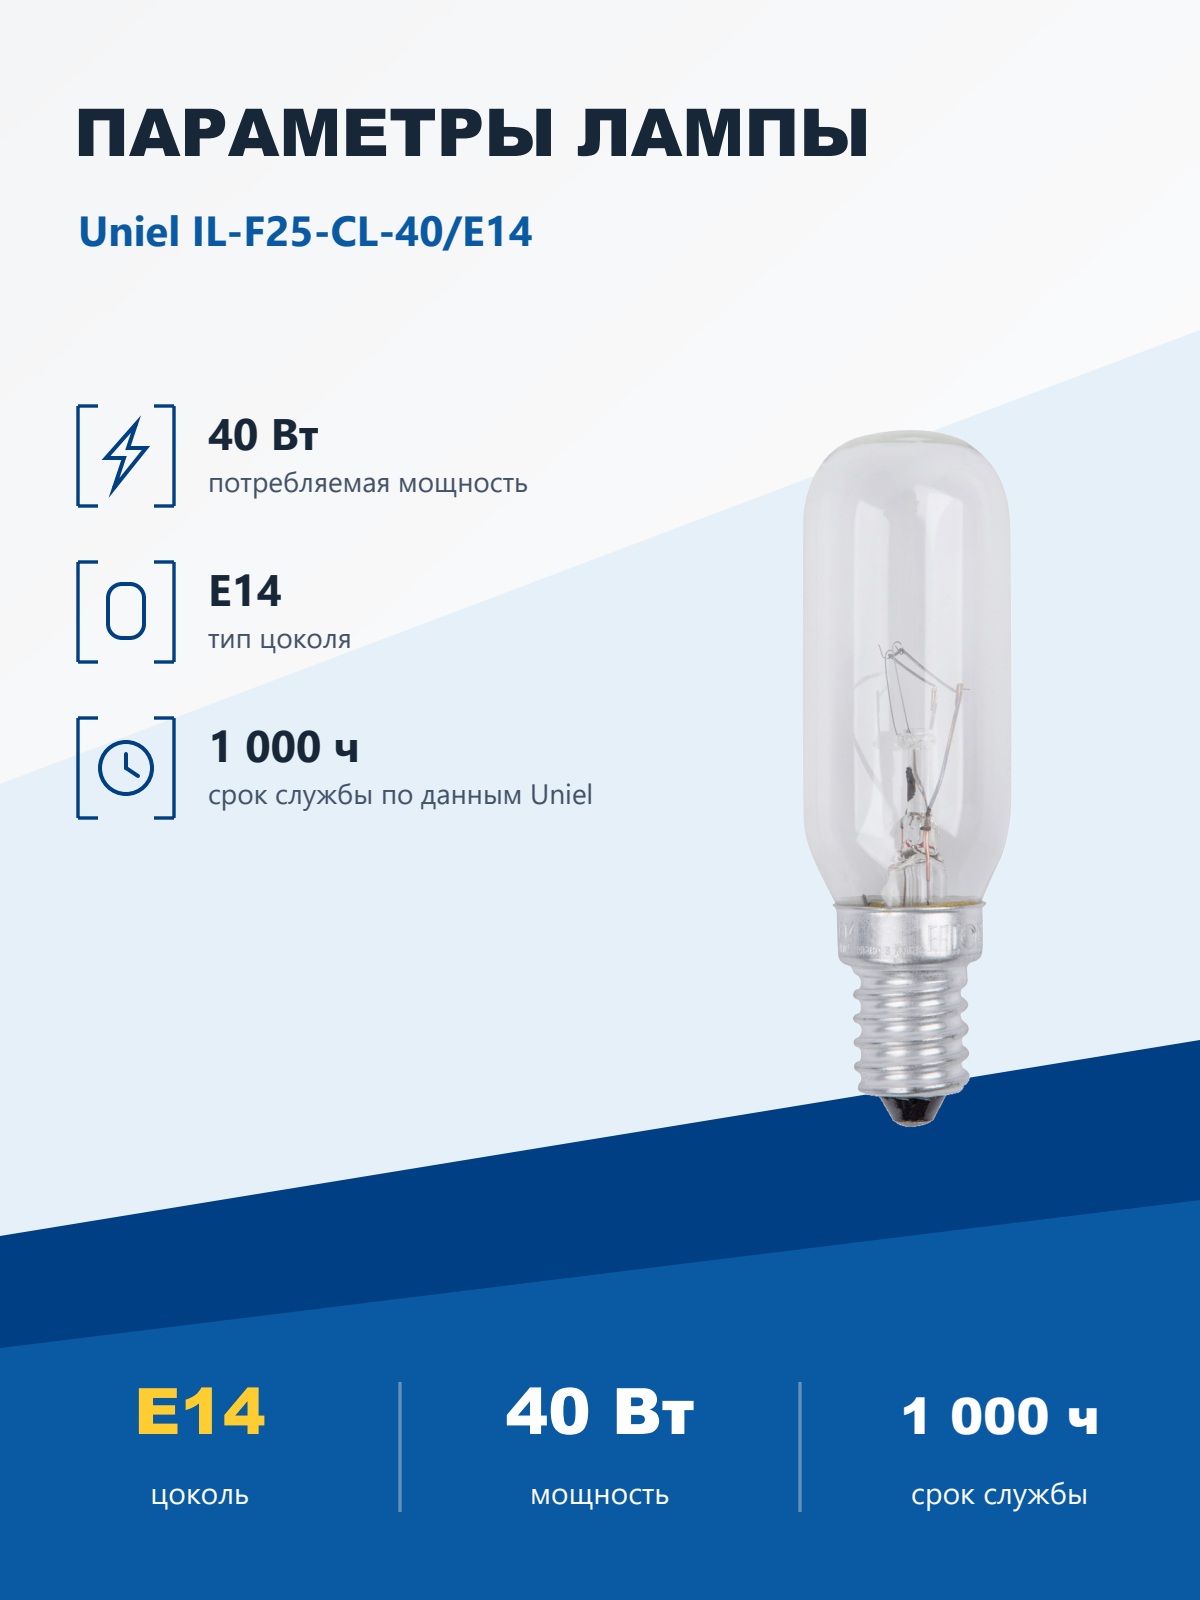 ПАРАМЕТРЫ ЛАМПЫ
Uniel IL-F25-CL-40/E14
40 Вт
потребляемая мощность
E14
тип цоколя
1 000 ч
срок службы по данным Uniel
E14
цоколь
40 Вт
мощность
1 000 ч
срок службы